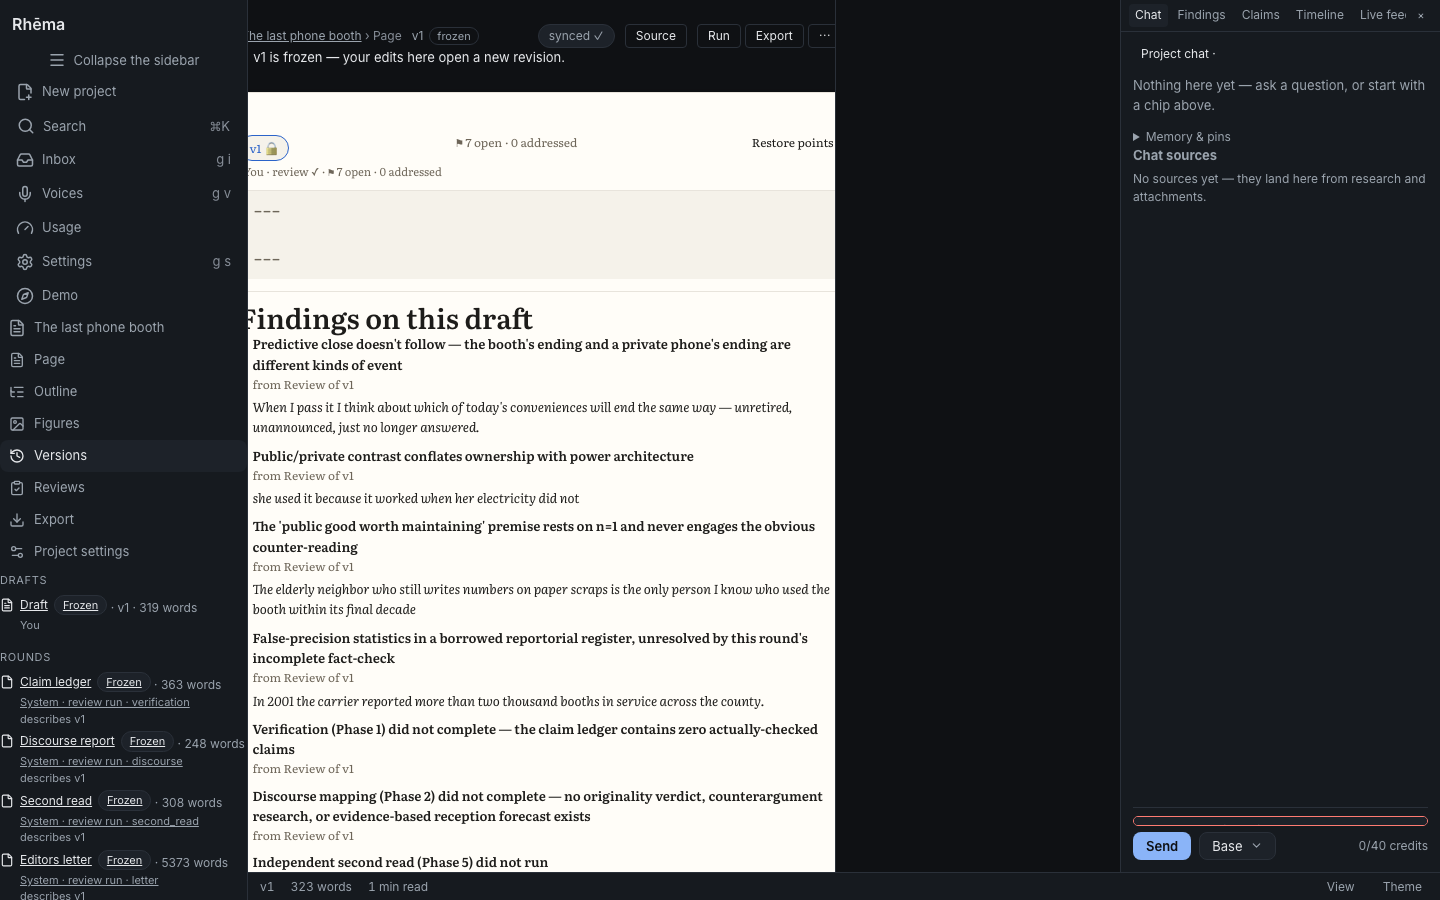 Rhēma
Collapse the sidebar
New project
Search ⌘K
Inbox g i
Voices g v
Usage
Settings g s
Demo
The last phone booth
Page
Outline
Figures
Versions
Reviews
Export
Project settings
DRAFTS
Draft Frozen · v1 · 319 words
You
ROUNDS
Claim ledger Frozen · 363 words
System · review run · verification
describes v1
Discourse report Frozen · 248 words
System · review run · discourse
describes v1
Second read Frozen · 308 words
System · review run · second_read
describes v1
Editors letter Frozen · 5373 words
System · review run · letter
describes v1
The last phone booth › Page v1 frozen synced ✓ Source Run Export ···
v1 is frozen — your edits here open a new revision.
v1 🔒 ⚑ 7 open · 0 addressed Restore points
You · review ✓ · ⚑ 7 open · 0 addressed
---
---
Findings on this draft
Predictive close doesn't follow — the booth's ending and a private phone's ending are
different kinds of event
from Review of v1
When I pass it I think about which of today's conveniences will end the same way — unretired,
unannounced, just no longer answered.
Public/private contrast conflates ownership with power architecture
from Review of v1
she used it because it worked when her electricity did not
The 'public good worth maintaining' premise rests on n=1 and never engages the obvious
counter-reading
from Review of v1
The elderly neighbor who still writes numbers on paper scraps is the only person I know who used the
booth within its final decade
False-precision statistics in a borrowed reportorial register, unresolved by this round's
incomplete fact-check
from Review of v1
In 2001 the carrier reported more than two thousand booths in service across the county.
Verification (Phase 1) did not complete — the claim ledger contains zero actually-checked
claims
from Review of v1
Discourse mapping (Phase 2) did not complete — no originality verdict, counterargument
research, or evidence-based reception forecast exists
from Review of v1
Independent second read (Phase 5) did not run
v1 323 words 1 min read View Theme
Chat Findings Claims Timeline Live fee ×
Project chat ·
Nothing here yet — ask a question, or start with
a chip above.
▶ Memory & pins
Chat sources
No sources yet — they land here from research and
attachments.
Send Base 0/40 credits